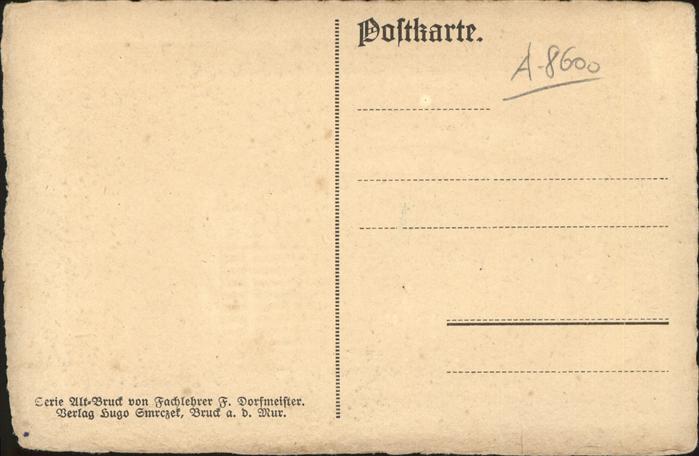 Postkarte.
A-8600
Serie Alt-Bruck von Fachlehrer F. Dorfmeister.
Verlag Hugo Smrczek, Bruck a. d. Mur.